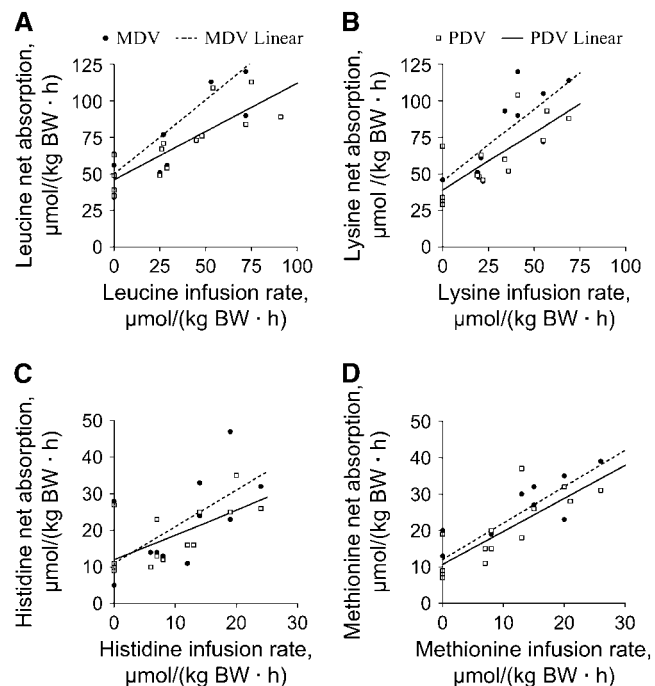 A
B
MDV MDV Linear PDV PDV Linear
Leucine net absorption,
μmol/(kg BW · h)
125
100
75
50
25
0
0 25 50 75 100
Leucine infusion rate,
μmol/(kg BW · h)
Lysine net absorption,
μmol /(kg BW · h)
125
100
75
50
25
0
0 25 50 75 100
Lysine infusion rate,
μmol/(kg BW · h)
C
D
Histidine net absorption,
μmol/(kg BW · h)
50
40
30
20
10
0
0 10 20 30
Histidine infusion rate,
μmol/(kg BW · h)
Methionine net absorption,
μmol/(kg BW · h)
50
40
30
20
10
0
0 10 20 30
Methionine infusion rate,
μmol/(kg BW · h)